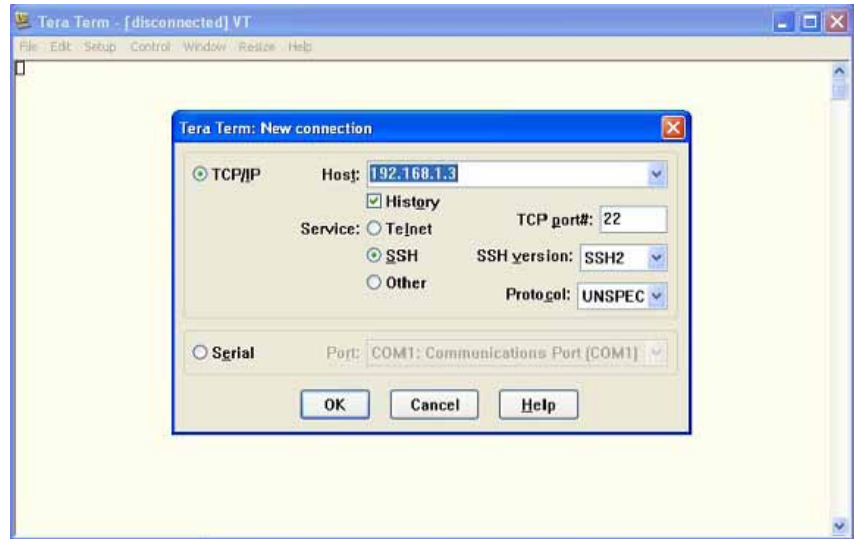 Tera Term - [disconnected] VT
File Edit Setup Control Window Resize Help
Tera Term: New connection
TCP/IP Host: 192.168.1.3
History
Service: Telnet TCP port#: 22
SSH SSH version: SSH2
Other Protocol: UNSPEC
Serial Port: COM1: Communications Port (COM1)
OK Cancel Help